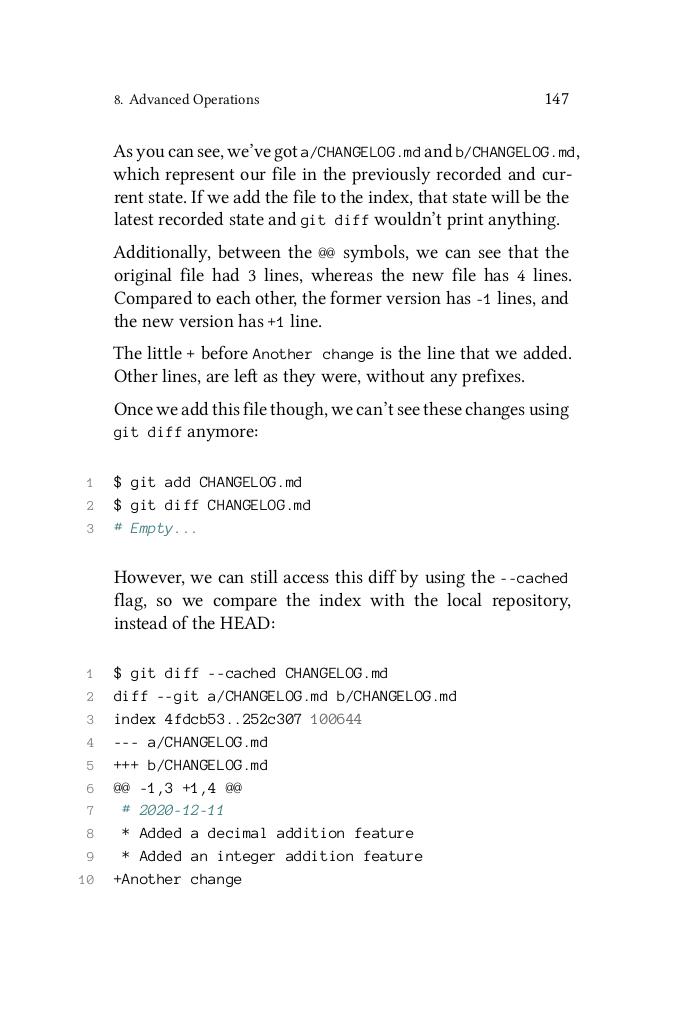 8. Advanced Operations 147
As you can see, we’ve got a/CHANGELOG.md and b/CHANGELOG.md,
which represent our file in the previously recorded and cur-
rent state. If we add the file to the index, that state will be the
latest recorded state and git diff wouldn’t print anything.
Additionally, between the @@ symbols, we can see that the
original file had 3 lines, whereas the new file has 4 lines.
Compared to each other, the former version has -1 lines, and
the new version has +1 line.
The little + before Another change is the line that we added.
Other lines, are left as they were, without any prefixes.
Once we add this file though, we can’t see these changes using
git diff anymore:
1 $ git add CHANGELOG.md
2 $ git diff CHANGELOG.md
3 # Empty...
However, we can still access this diff by using the --cached
flag, so we compare the index with the local repository,
instead of the HEAD:
1 $ git diff --cached CHANGELOG.md
2 diff --git a/CHANGELOG.md b/CHANGELOG.md
3 index 4fdcb53..252c307 100644
4 --- a/CHANGELOG.md
5 +++ b/CHANGELOG.md
6 @@ -1,3 +1,4 @@
7  # 2020-12-11
8  * Added a decimal addition feature
9  * Added an integer addition feature
10 +Another change